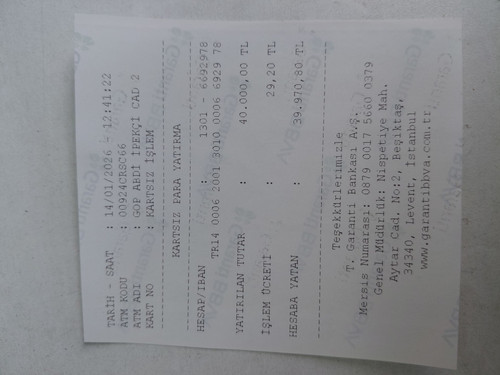 TARİH - SAAT : 14/01/2026 - 12:41:22
ATM KODU : 00924CRSC66
ATM ADI : GOP ABDİ İPEKÇİ CAD 2
KART NO : KARTSIZ İŞLEM
KARTSIZ PARA YATIRMA
HESAP/IBAN : 1301 - 6692978
TR14 0006 2001 3010 0006 6929 78
YATIRILAN TUTAR : 40.000,00 TL
İŞLEM ÜCRETİ : 29,20 TL
HESABA YATAN : 39.970,80 TL
Teşekkürlerimizle
T. Garanti Bankası A.Ş.
Mersis Numarası: 0879 0017 5660 0379
Genel Müdürlük: Nispetiye Mah.
Aytar Cad. No:2, Beşiktaş,
34340, Levent, İstanbul
www.garantibbva.com.tr